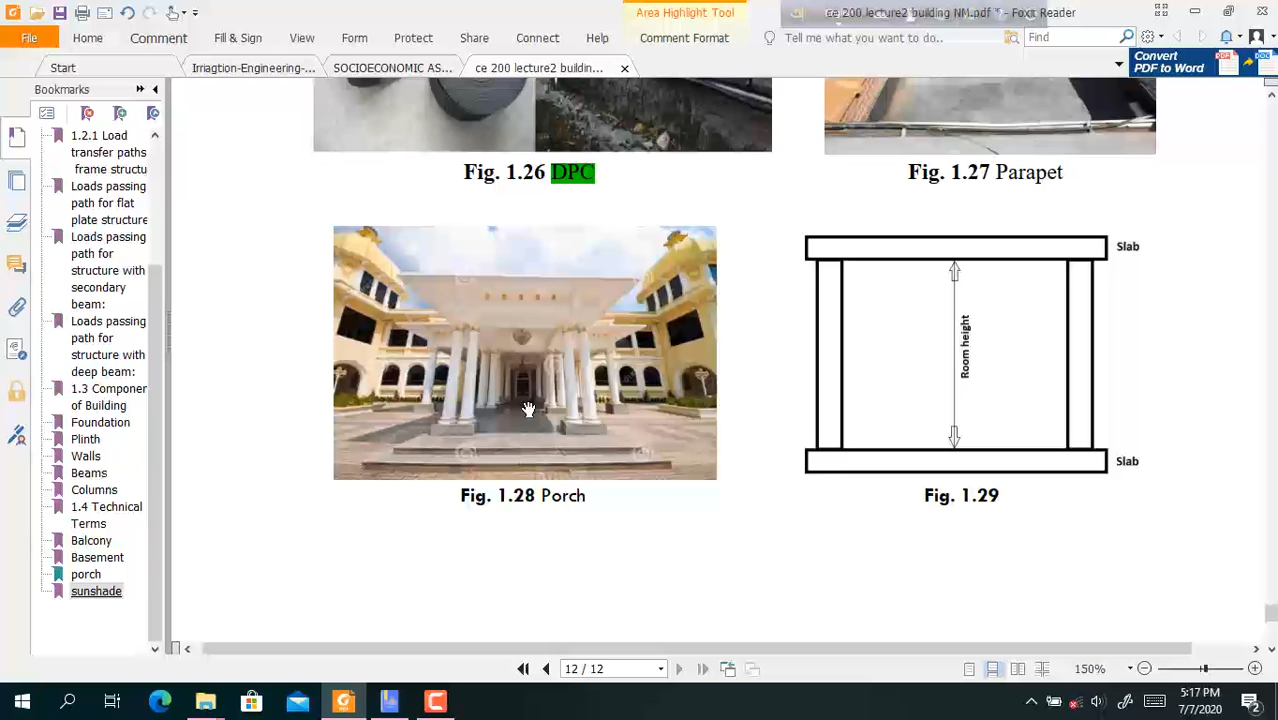 Area Highlight Tool
ce 200 lecture2 building NM.pdf * - Foxit Reader
File
Home
Comment
Fill & Sign
View
Form
Protect
Share
Connect
Help
Comment Format
Tell me what you want to do..
Find
Start
Irriagtion-Engineering-...
SOCIOECONOMIC AS...
ce 200 lecture2 buildin...
Convert
PDF to Word
Bookmarks
1.2.1 Load
transfer paths
frame structu
Loads passing
path for flat
plate structure
Loads passing
path for
structure with
secondary
beam:
Loads passing
path for
structure with
deep beam:
1.3 Componer
of Building
Foundation
Plinth
Walls
Beams
Columns
1.4 Technical
Terms
Balcony
Basement
porch
sunshade
Fig. 1.26 DPC
Fig. 1.27 Parapet
Slab
Room height
Slab
Fig. 1.28 Porch
Fig. 1.29
12 / 12
150%
5:17 PM
7/7/2020
2